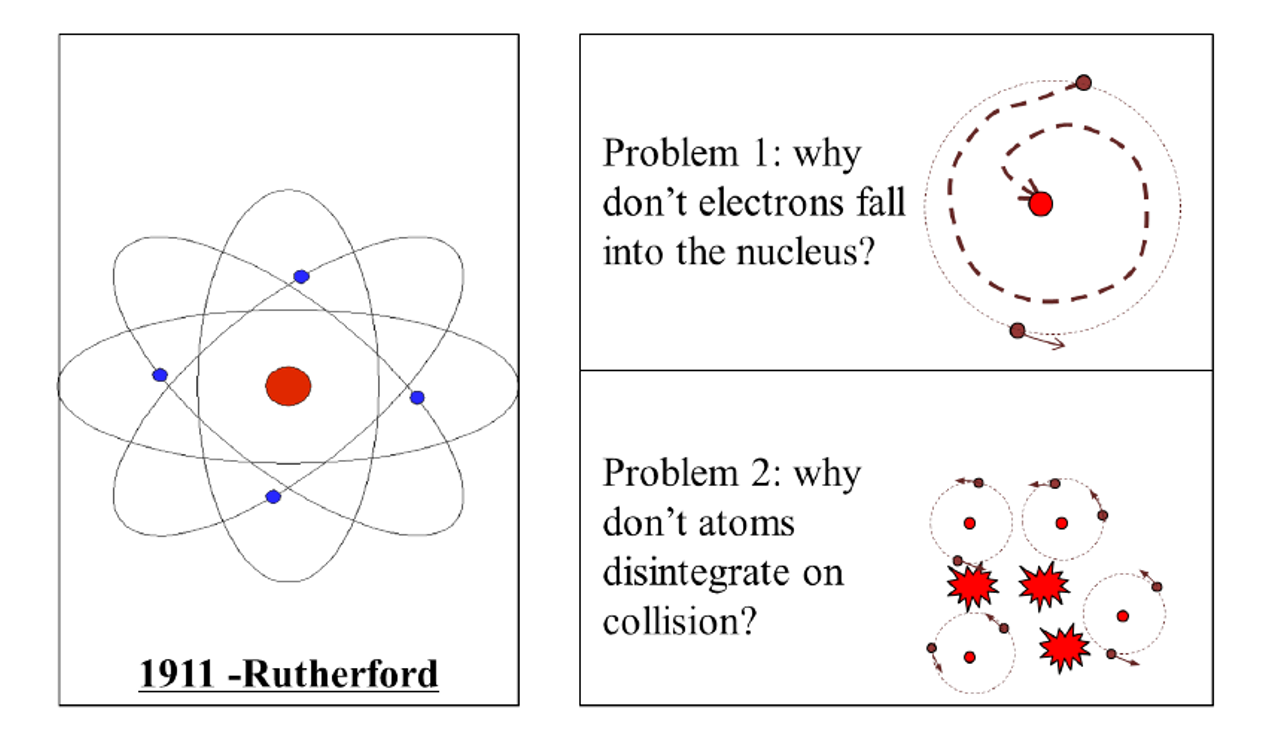 1911 -Rutherford
Problem 1: why
don’t electrons fall
into the nucleus?
Problem 2: why
don’t atoms
disintegrate on
collision?